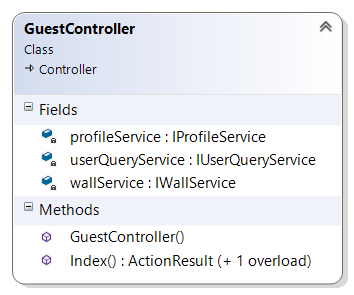 GuestController
Class
Controller
Fields
profileService : IProfileService
userQueryService : IUserQueryService
wallService : IWallService
Methods
GuestController()
Index() : ActionResult (+ 1 overload)